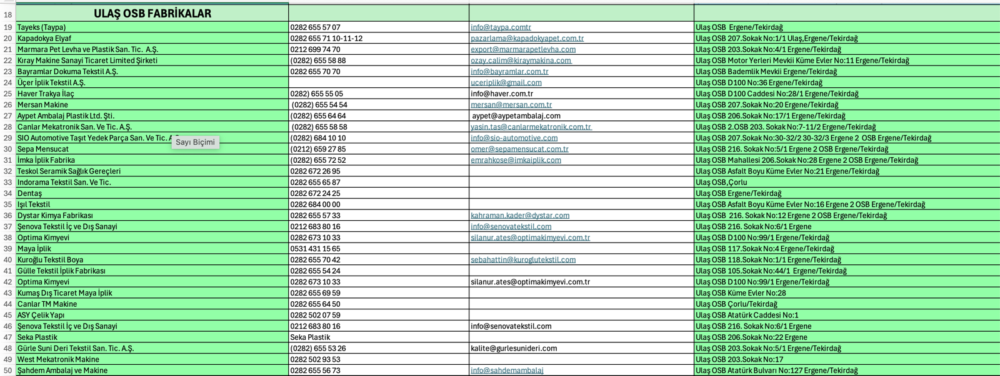 18 ULAŞ OSB FABRİKALAR
19 Tayeks (Taypa) 0282 655 57 07 info@taypa.comtr Ulaş OSB Ergene/Tekirdağ
20 Kapadokya Elyaf 0282 655 71 10-11-12 pazarlama@kapadokyapet.com.tr Ulaş OSB 207.Sokak No:1/1 Ulaş,Ergene/Tekirdağ
21 Marmara Pet Levha ve Plastik San. Tic. A.Ş. 0212 699 74 70 export@marmarapetlevha.com Ulaş OSB 203.Sokak No:4/1 Ergene/Tekirdağ
22 Kıray Makine Sanayi Ticaret Limited Şirketi (0282) 655 58 88 ozay.calim@kiraymakina.com Ulaş OSB Motor Yerleri Mevkii Küme Evler No:11 Ergene/Tekirdağ
23 Bayramlar Dokuma Tekstil A.Ş. 0282 655 70 70 info@bayramlar.com.tr Ulaş OSB Bademlik Mevkii Ergene/Tekirdağ
24 Üçer İplik Tekstil A.Ş. uceriplik@gmail.com Ulaş OSB D100 No:36 Ergene/Tekirdağ
25 Haver Trakya İlaç 0282) 655 55 05 info@haver.com.tr Ulaş OSB D100 Caddesi No:28/1 Ergene/Tekirdağ
26 Mersan Makine (0282) 655 54 54 mersan@mersan.com.tr Ulaş OSB 207.Sokak No:20 Ergene/Tekirdağ
27 Aypet Ambalaj Plastik Ltd. Şti. (0282) 655 64 64 aypet@aypetambalaj.com Ulaş OSB 206.Sokak No:17/1 Ergene/Tekirdağ
28 Canlar Mekatronik San. Ve Tic. A.Ş. (0282) 655 58 58 yasin.tas@canlarmekatronik.com.tr Ulaş OSB 2.OSB 203. Sokak No:7-11/2 Ergene/Tekirdağ
29 SIO Automotive Taşıt Yedek Parça San. Ve Tic. (0282) 684 10 10 info@sio-automotive.com Ulaş OSB 207.Sokak No:30-32/2 30-32/3 Ergene 2 OSB Ergene/Tekirdağ
Sayı Biçimi
30 Sepa Mensucat (0212) 659 27 85 omer@sepamensucat.com.tr Ulaş OSB 216. Sokak No:5/1 Ergene 2 OSB Ergene/Tekirdağ
31 İmka İplik Fabrika (0282) 655 72 52 emrahkose@imkaiplik.com Ulaş OSB Mahallesi 206.Sokak No:28 Ergene 2 OSB Ergene/Tekirdağ
32 Teskol Seramik Sağlık Gereçleri 0282 672 26 95 Ulaş OSB Asfalt Boyu Küme Evler No:21 Ergene/Tekirdağ
33 Indorama Tekstil San. Ve Tic. 0282 655 65 87 Ulaş OSB,Çorlu
34 Dentaş 0282 672 24 25 Ulaş OSB Ergene/Tekirdağ
35 Işıl Tekstil 0282 684 00 00 Ulaş OSB Asfalt Boyu Küme Evler No:16 Ergene 2 OSB Ergene/Tekirdağ
36 Dystar Kimya Fabrikası 0282 655 57 33 kahraman.kader@dystar.com Ulaş OSB 216. Sokak No:12 Ergene 2 OSB Ergene/Tekirdağ
37 Şenova Tekstil İç ve Dış Sanayi 0212 683 80 16 info@senovatekstil.com Ulaş OSB 216. Sokak No:6/1 Ergene
38 Optima Kimyevi 0282 673 10 33 silanur.ates@optimakimyevi.com.tr Ulaş OSB D100 No:99/1 Ergene/Tekirdağ
39 Maya İplik 0531 431 15 65 Ulaş OSB 117.Sokak No:4 Ergene/Tekirdağ
40 Kuroğlu Tekstil Boya 0282 655 70 42 sebahattin@kuroglutekstil.com Ulaş OSB 118.Sokak No:1/1 Ergene/Tekirdağ
41 Gülle Tekstil İplik Fabrikası 0282 655 54 24 Ulaş OSB 105.Sokak No:44/1 Ergene/Tekirdağ
42 Optima Kimyevi 0282 673 10 33 silanur.ates@optimakimyevi.com.tr Ulaş OSB D100 No:99/1 Ergene/Tekirdağ
43 Kumaş Dış Ticaret Maya İplik 0282 655 69 59 Ulaş OSB Küme Evler No:28
44 Canlar TM Makine 0282 655 64 50 Ulaş OSB Çorlu/Tekirdağ
45 ASY Çelik Yapı 0282 502 07 59 Ulaş OSB Atatürk Caddesi No:1
46 Şenova Tekstil İç ve Dış Sanayi 0212 683 80 16 info@senovatekstil.com Ulaş OSB 216. Sokak No:6/1 Ergene
47 Seka Plastik Seka Plastik Ulaş OSB 206.Sokak No:22 Ergene
48 Gürle Suni Deri Tekstil San. Tic. A.Ş. (0282) 655 53 26 kalite@gurlesunideri.com Ulaş OSB 203.Sokak No:5/1 Ergene/Tekirdağ
49 West Mekatronik Makine 0282 502 93 53 Ulaş OSB 203.Sokak No:17
50 Şahdem Ambalaj ve Makine 0282 655 56 73 info@sahdemambalaj Ulaş OSB Atatürk Bulvarı No:127 Ergene/Tekirdağ